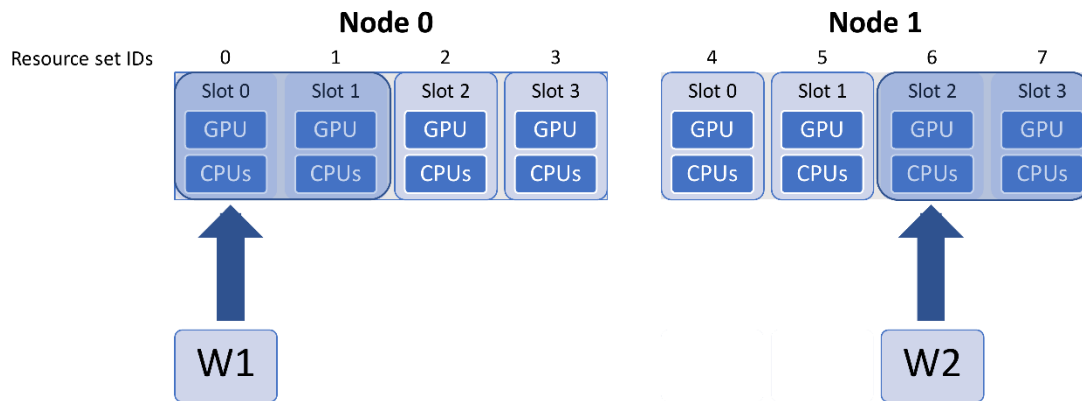 Node 0 Node 1
Resource set IDs 0 1 2 3 4 5 6 7
Slot 0 Slot 1 Slot 2 Slot 3 Slot 0 Slot 1 Slot 2 Slot 3
GPU GPU GPU GPU GPU GPU GPU GPU
CPUs CPUs CPUs CPUs CPUs CPUs CPUs CPUs
W1 W2